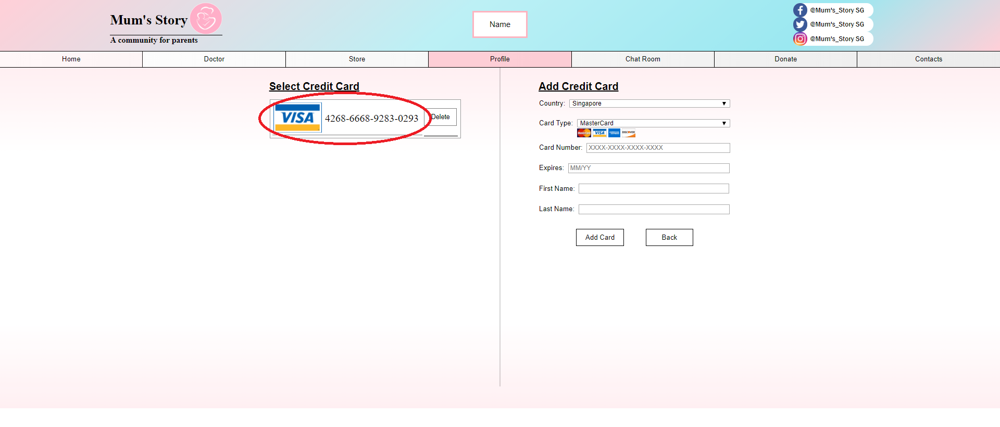 Mum's Story
A community for parents
Name
@Mum's_Story SG
@Mum's_Story SG
@Mum's_Story SG
Home Doctor Store Profile Chat Room Donate Contacts
Select Credit Card
VISA 4268-6668-9283-0293 Delete
Add Credit Card
Country: Singapore
Card Type: MasterCard
MasterCard VISA AMERICAN EXPRESS DISCOVER
Card Number: XXXX-XXXX-XXXX-XXXX
Expires: MM/YY
First Name:
Last Name:
Add Card Back